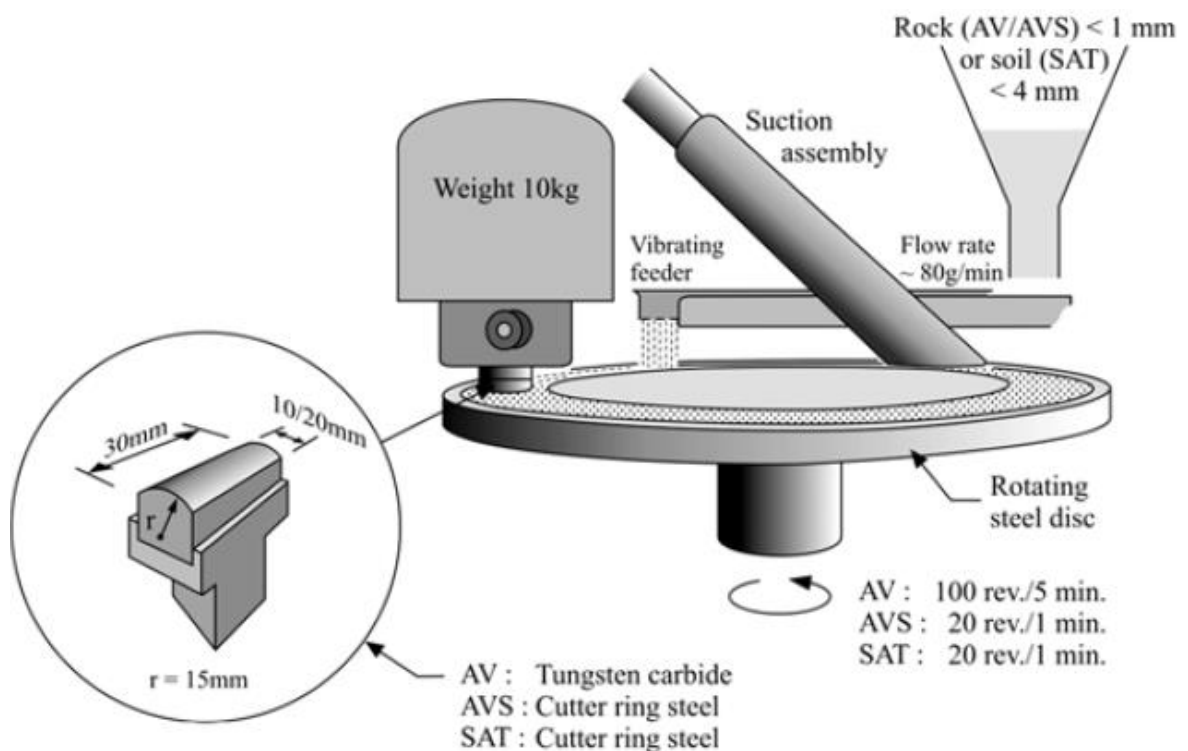 Rock (AV/AVS) < 1 mm
or soil (SAT)
< 4 mm
Suction
assembly
Weight 10kg
Vibrating
feeder
Flow rate
~ 80g/min
10/20mm
30mm
r
r = 15mm
Rotating
steel disc
AV : 100 rev./5 min.
AVS : 20 rev./1 min.
SAT : 20 rev./1 min.
AV : Tungsten carbide
AVS : Cutter ring steel
SAT : Cutter ring steel